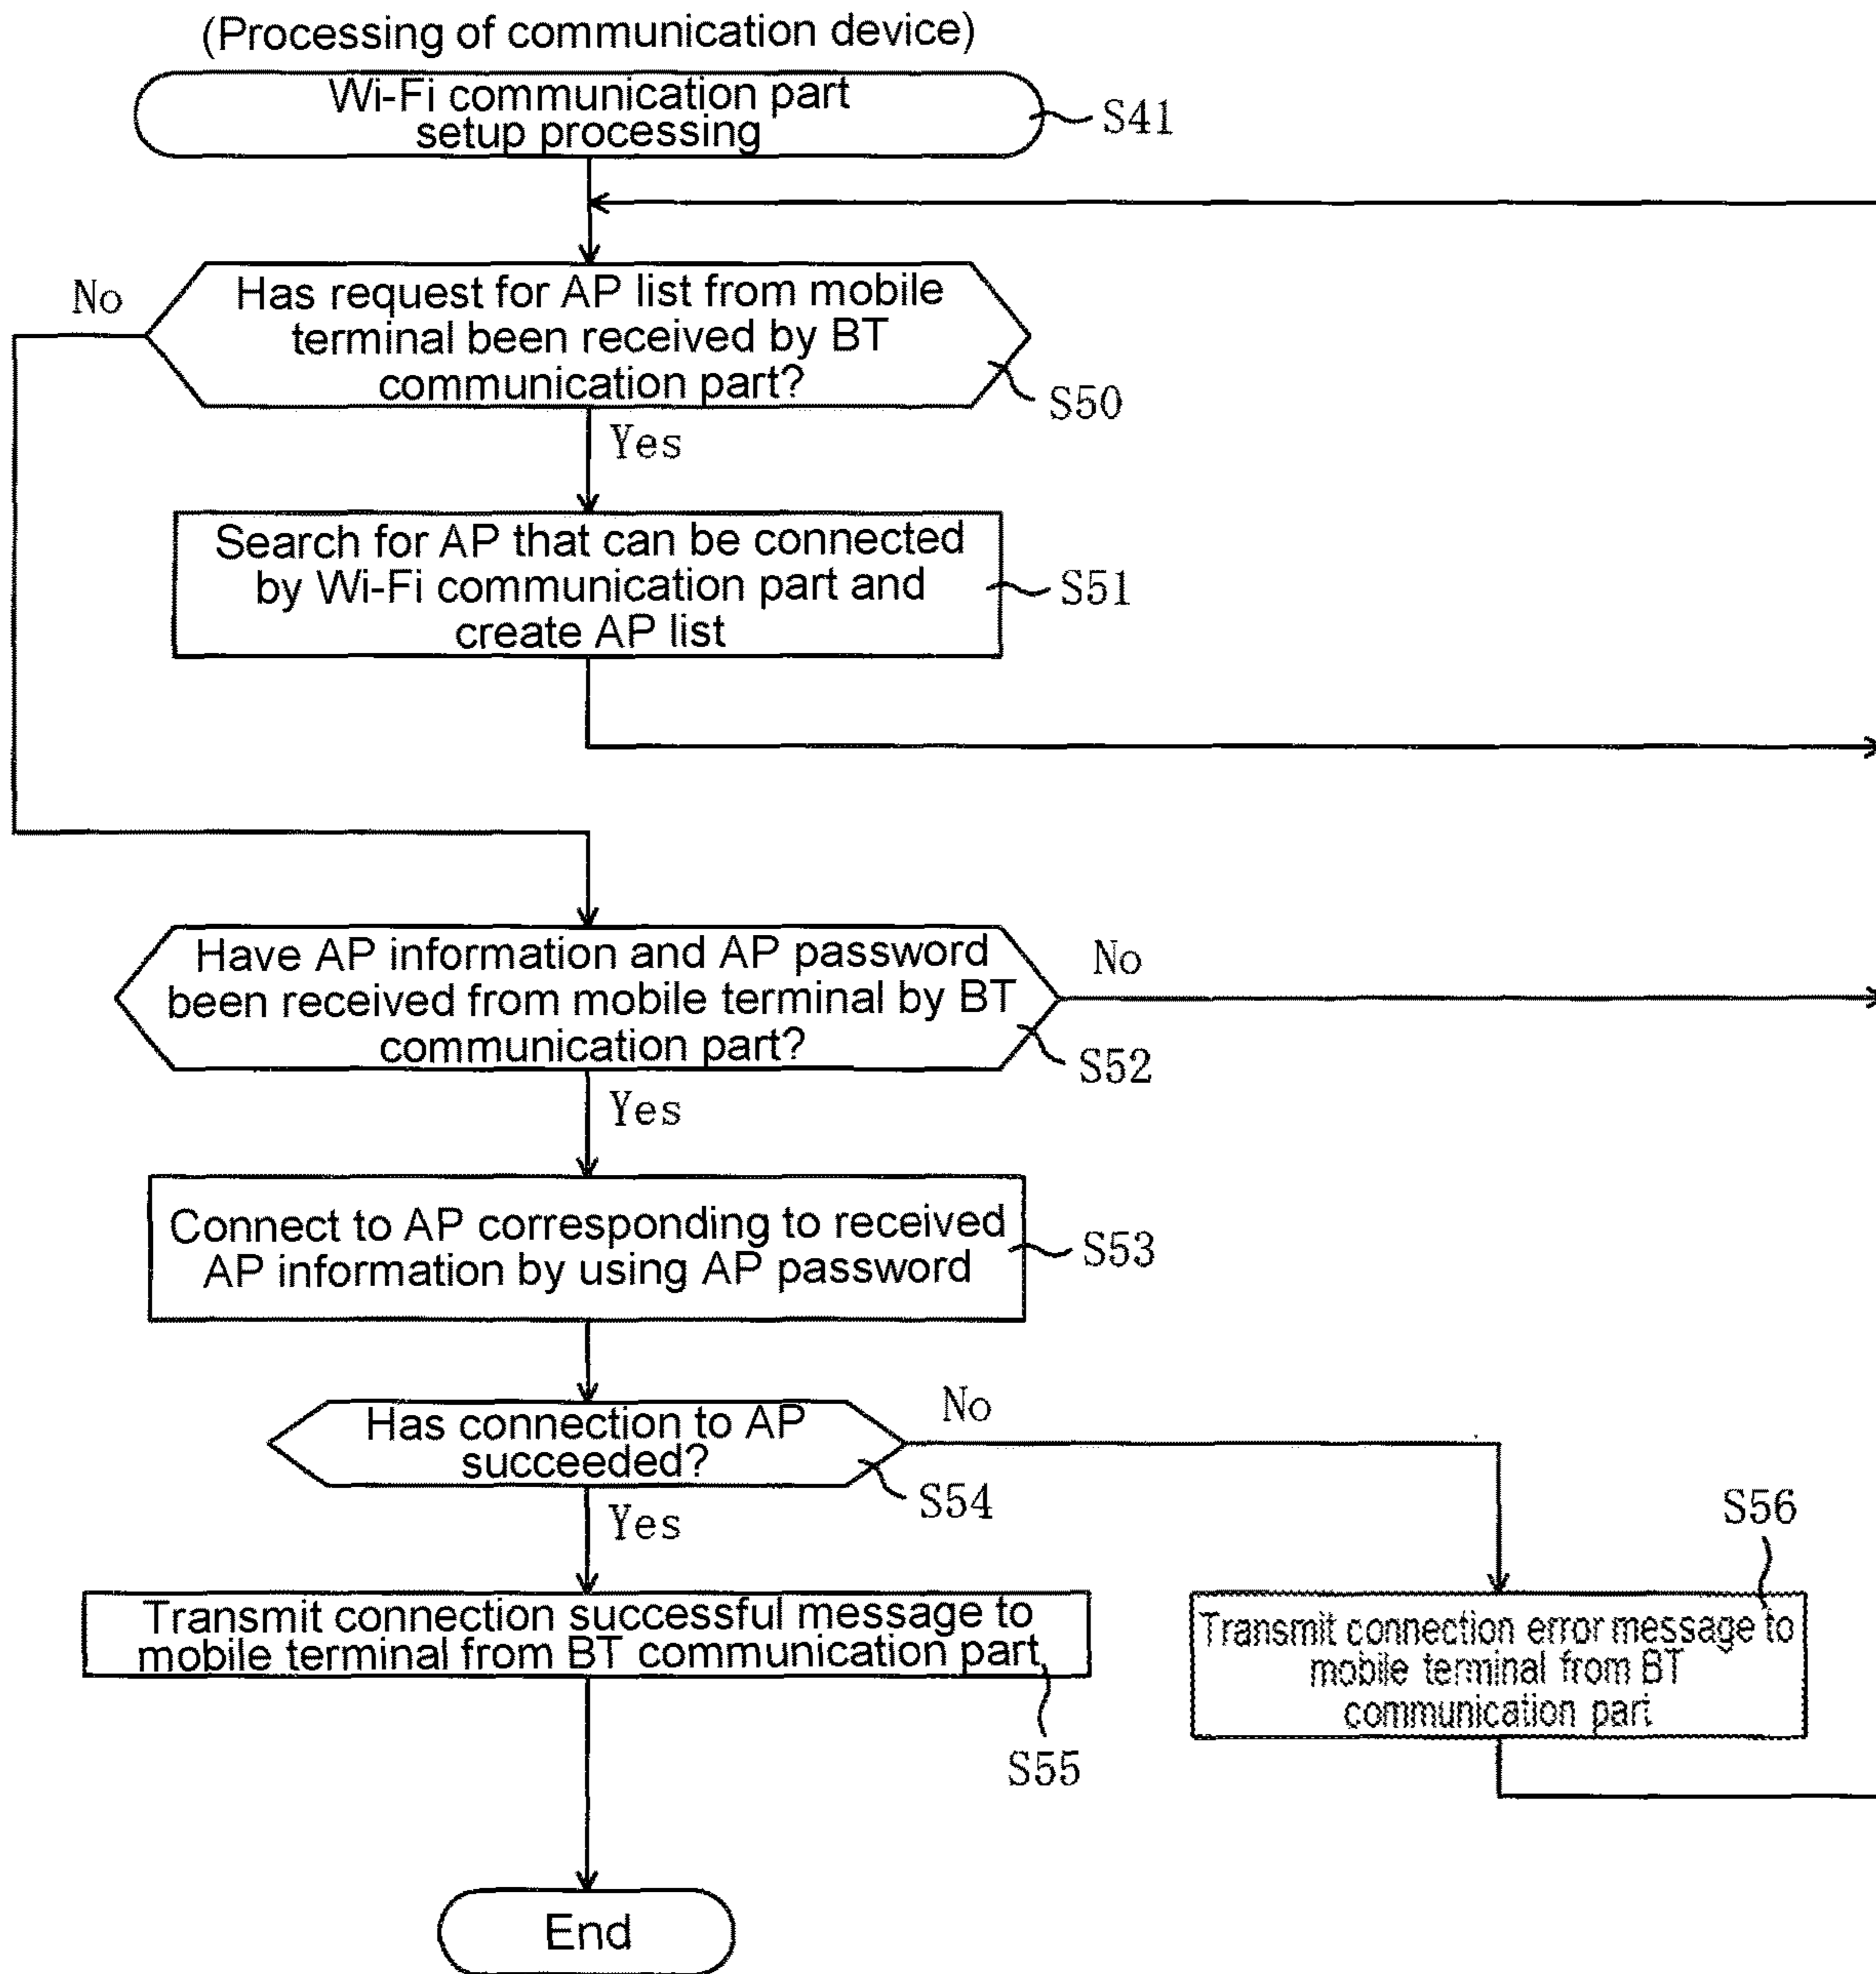 (Processing of communication device)
Wi-Fi communication part
setup processing
S41
No
Has request for AP list from mobile
terminal been received by BT
communication part?
S50
Yes
Search for AP that can be connected
by Wi-Fi communication part and
create AP list
S51
Have AP information and AP password
been received from mobile terminal by BT
communication part?
No
S52
Yes
Connect to AP corresponding to received
AP information by using AP password
S53
Has connection to AP
succeeded?
No
S54
Yes
S56
Transmit connection successful message to
mobile terminal from BT communication part
S55
Transmit connection error message to
mobile terminal from BT
communication part
End